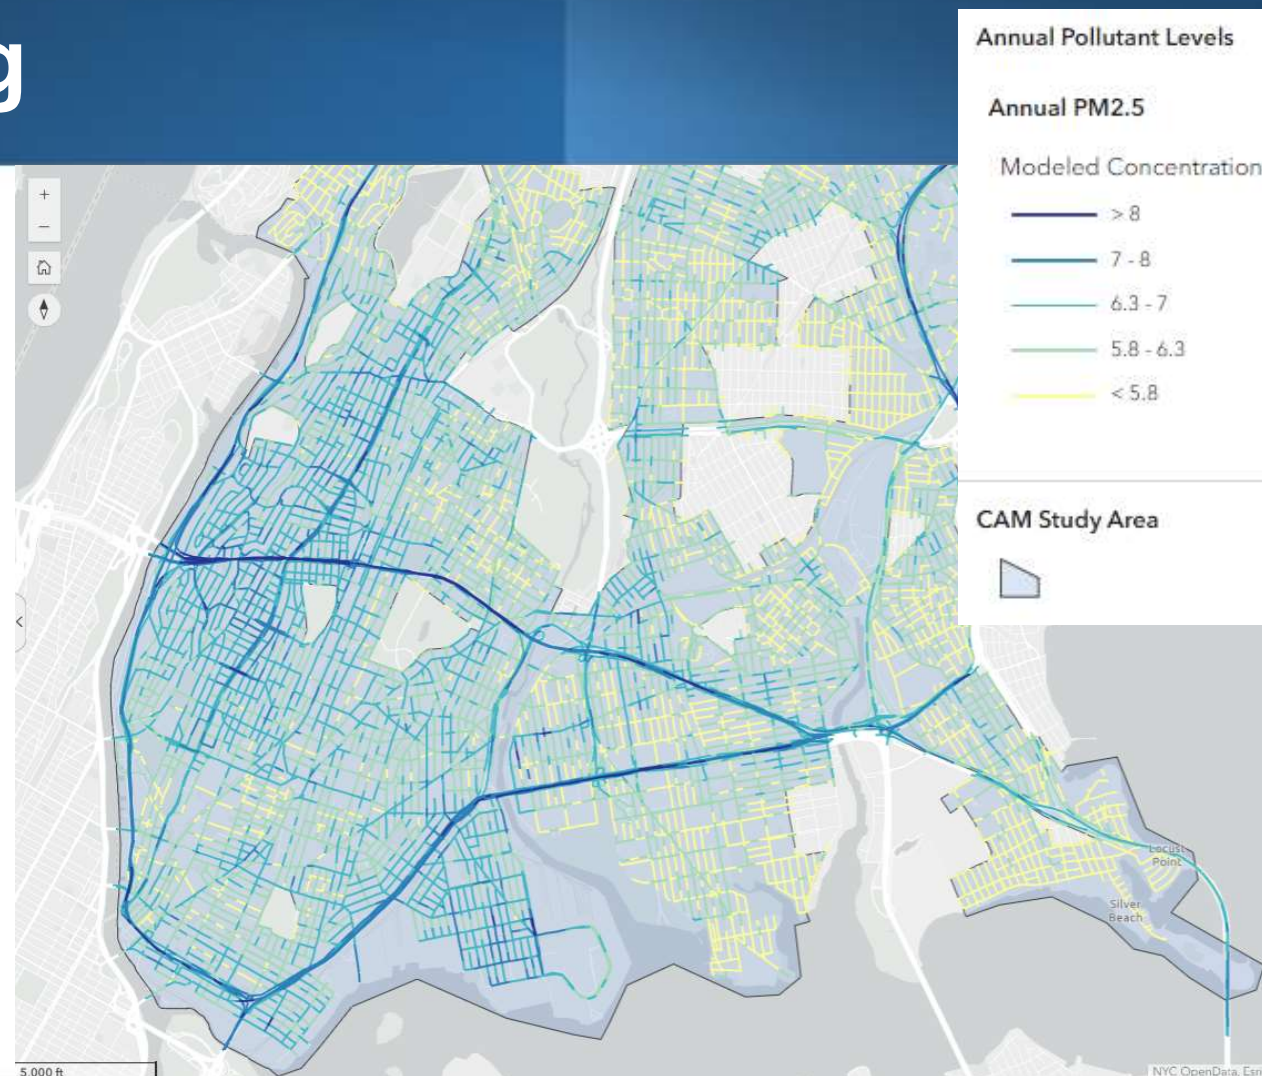 g
Annual Pollutant Levels
Annual PM2.5
Modeled Concentration
> 8
7 - 8
6.3 - 7
5.8 - 6.3
< 5.8
CAM Study Area
+
−
<
Locust
Point
Silver
Beach
5,000 ft
NYC OpenData, Esri